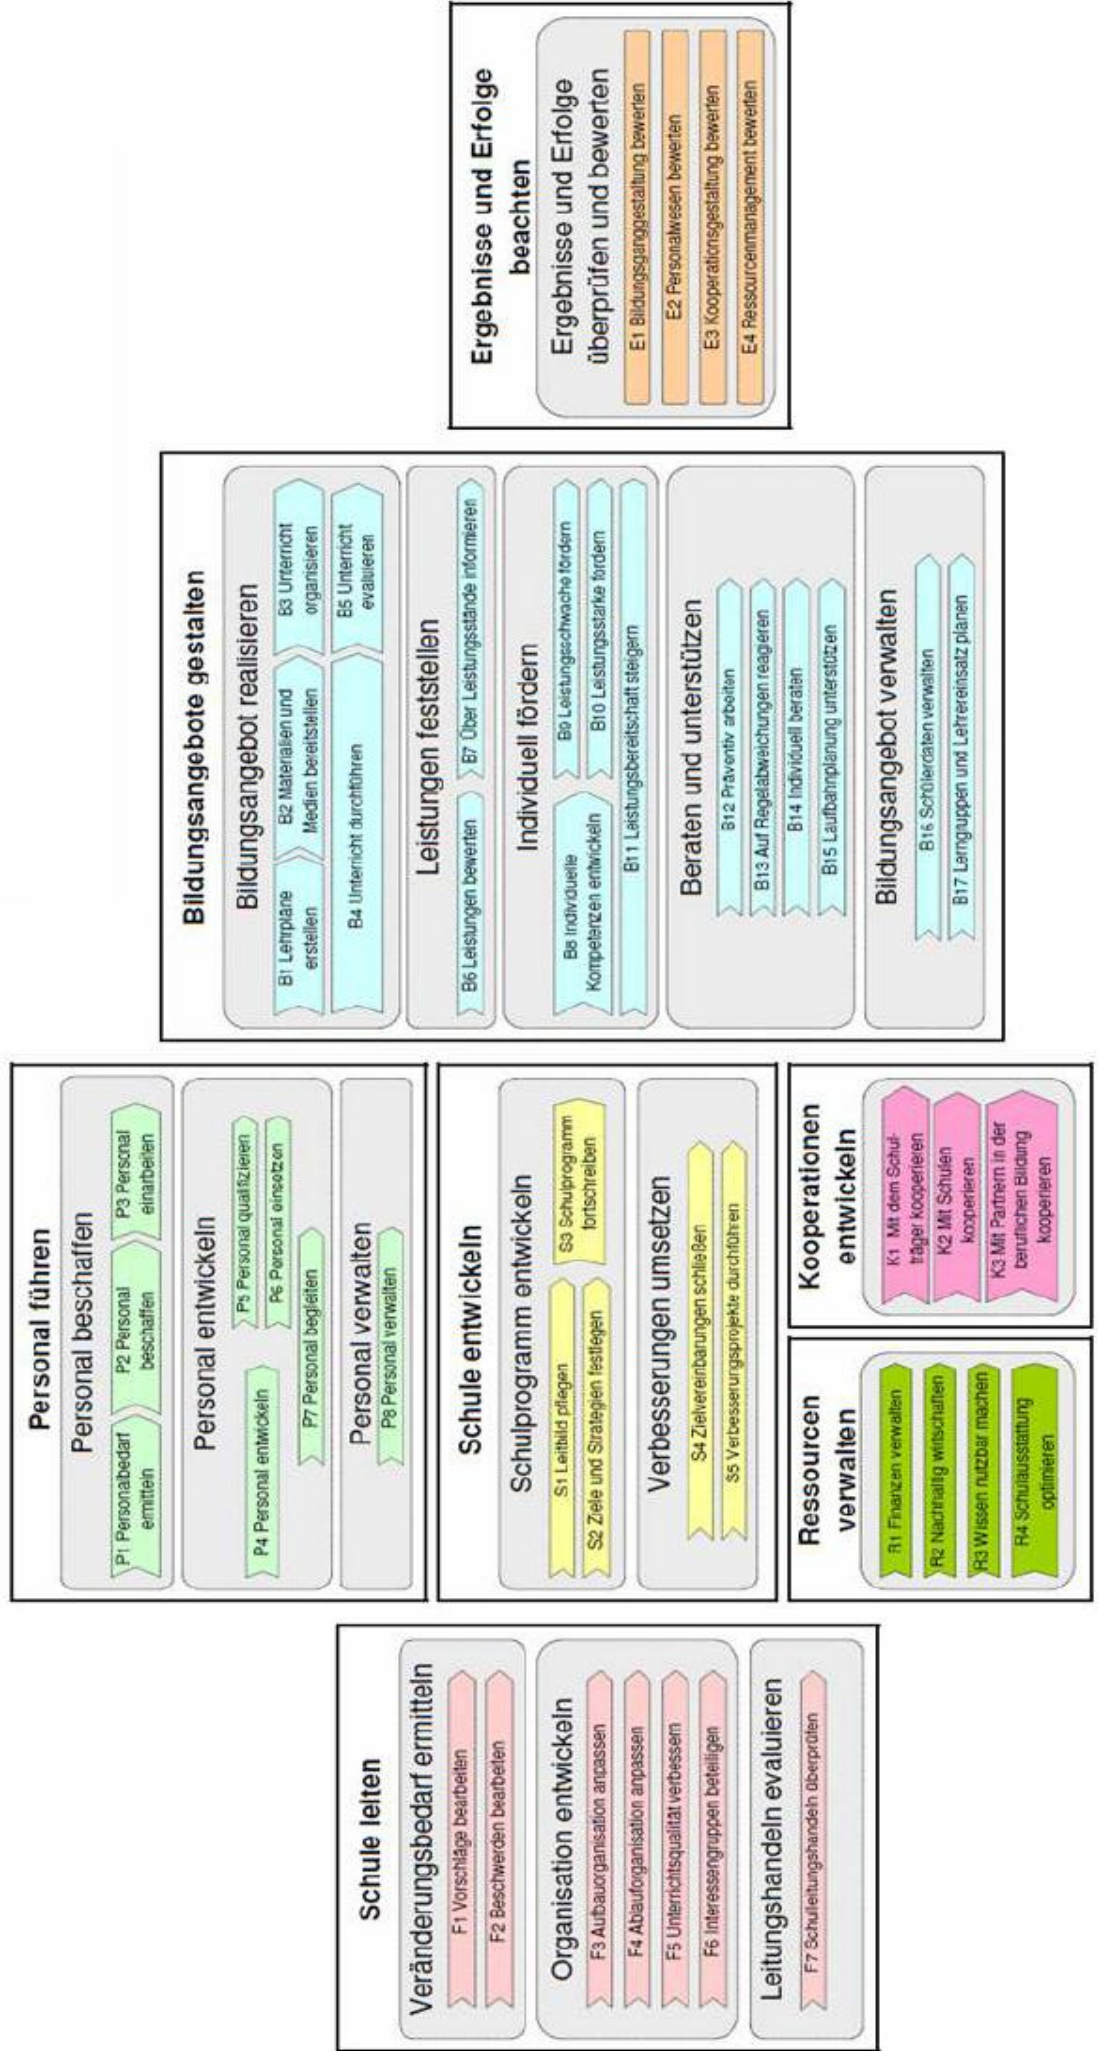 Schule leiten
Veränderungsbedarf ermitteln
F1 Vorschläge bearbeiten
F2 Beschwerden bearbeiten
Organisation entwickeln
F3 Aufbauorganisation anpassen
F4 Ablauforganisation anpassen
F5 Unterrichtsqualität verbessern
F6 Interessengruppen beteiligen
Leitungshandeln evaluieren
F7 Schulleitungshandeln überprüfen
Personal führen
Personal beschaffen
P1 Personalbedarf
ermitteln
P2 Personal
beschaffen
P3 Personal
einarbeiten
Personal entwickeln
P4 Personal entwickeln
P5 Personal qualifizieren
P6 Personal einsetzen
P7 Personal begleiten
Personal verwalten
P8 Personal verwalten
Schule entwickeln
Schulprogramm entwickeln
S1 Leitbild pflegen
S2 Ziele und Strategien festlegen
S3 Schulprogramm
fortschreiben
Verbesserungen umsetzen
S4 Zielvereinbarungen schließen
S5 Verbesserungsprojekte durchführen
Ressourcen
verwalten
R1 Finanzen verwalten
R2 Nachhaltig wirtschaften
R3 Wissen nutzbar machen
R4 Schulausstattung
optimieren
Kooperationen
entwickeln
K1 Mit dem Schul-
träger kooperieren
K2 Mit Schulen
kooperieren
K3 Mit Partnern in der
beruflichen Bildung
kooperieren
Bildungsangebote gestalten
Bildungsangebot realisieren
B1 Lehrpläne
erstellen
B2 Materialien und
Medien bereitstellen
B3 Unterricht
organisieren
B4 Unterricht durchführen
B5 Unterricht
evaluieren
Leistungen feststellen
B6 Leistungen bewerten
B7 Über Leistungsstände informieren
Individuell fördern
B8 Individuelle
Kompetenzen entwickeln
B9 Leistungsschwache fördern
B10 Leistungsstarke fördern
B11 Leistungsbereitschaft steigern
Beraten und unterstützen
B12 Präventiv arbeiten
B13 Auf Regelabweichungen reagieren
B14 Individuell beraten
B15 Laufbahnplanung unterstützen
Bildungsangebot verwalten
B16 Schülerdaten verwalten
B17 Lerngruppen und Lehrereinsatz planen
Ergebnisse und Erfolge
beachten
Ergebnisse und Erfolge
überprüfen und bewerten
E1 Bildungsganggestaltung bewerten
E2 Personalwesen bewerten
E3 Kooperationsgestaltung bewerten
E4 Ressourcenmanagement bewerten